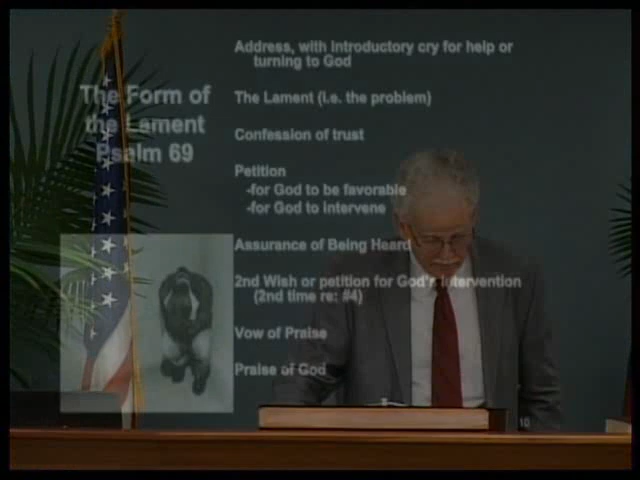 Address, with Introductory cry for help or
turning to God
The Form of
the Lament
Psalm 69
The Lament (i.e. the problem)
Confession of trust
Petition
-for God to be favorable
-for God to intervene
Assurance of Being Heard
2nd Wish or petition for God's intervention
(2nd time re: #4)
Vow of Praise
Praise of God
10